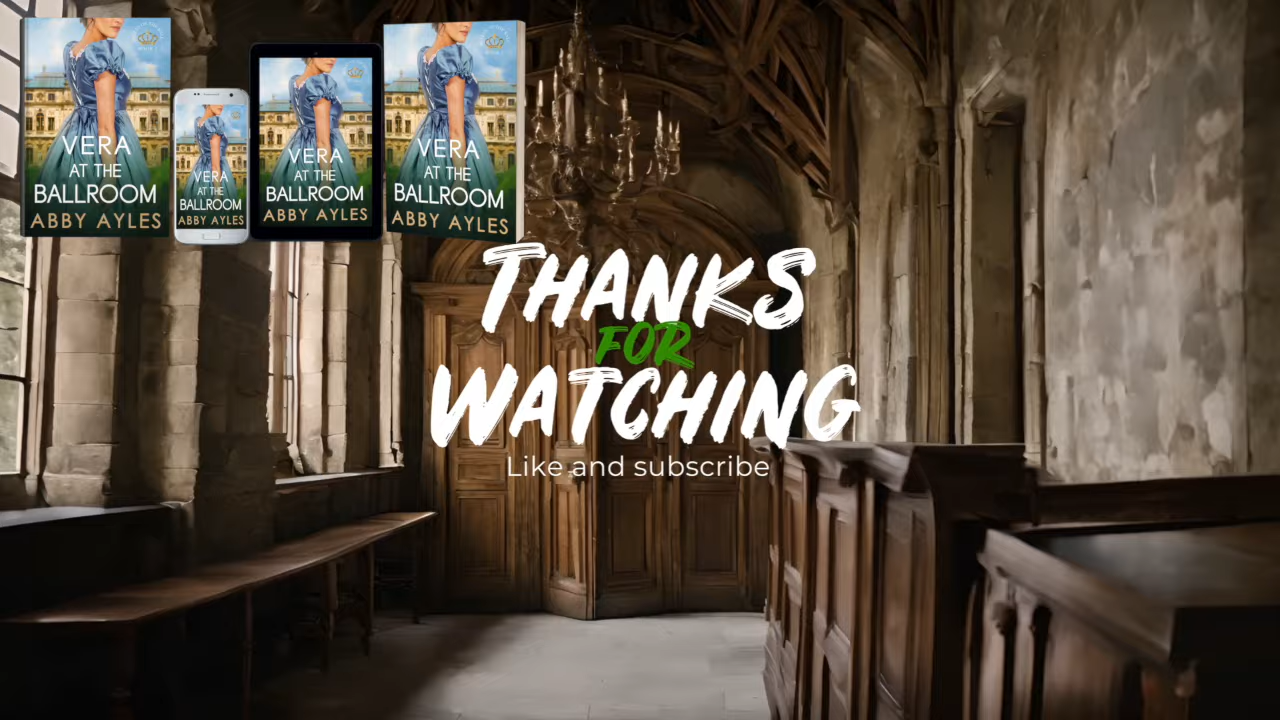 VERA
AT THE
BALLROOM
ABBY AYLES
VERA
AT THE
BALLROOM
ABBY AYLES
VERA
AT THE
BALLROOM
ABBY AYLES
VERA
AT THE
BALLROOM
ABBY AYLES
THANKS
FOR
WATCHING
Like and subscribe